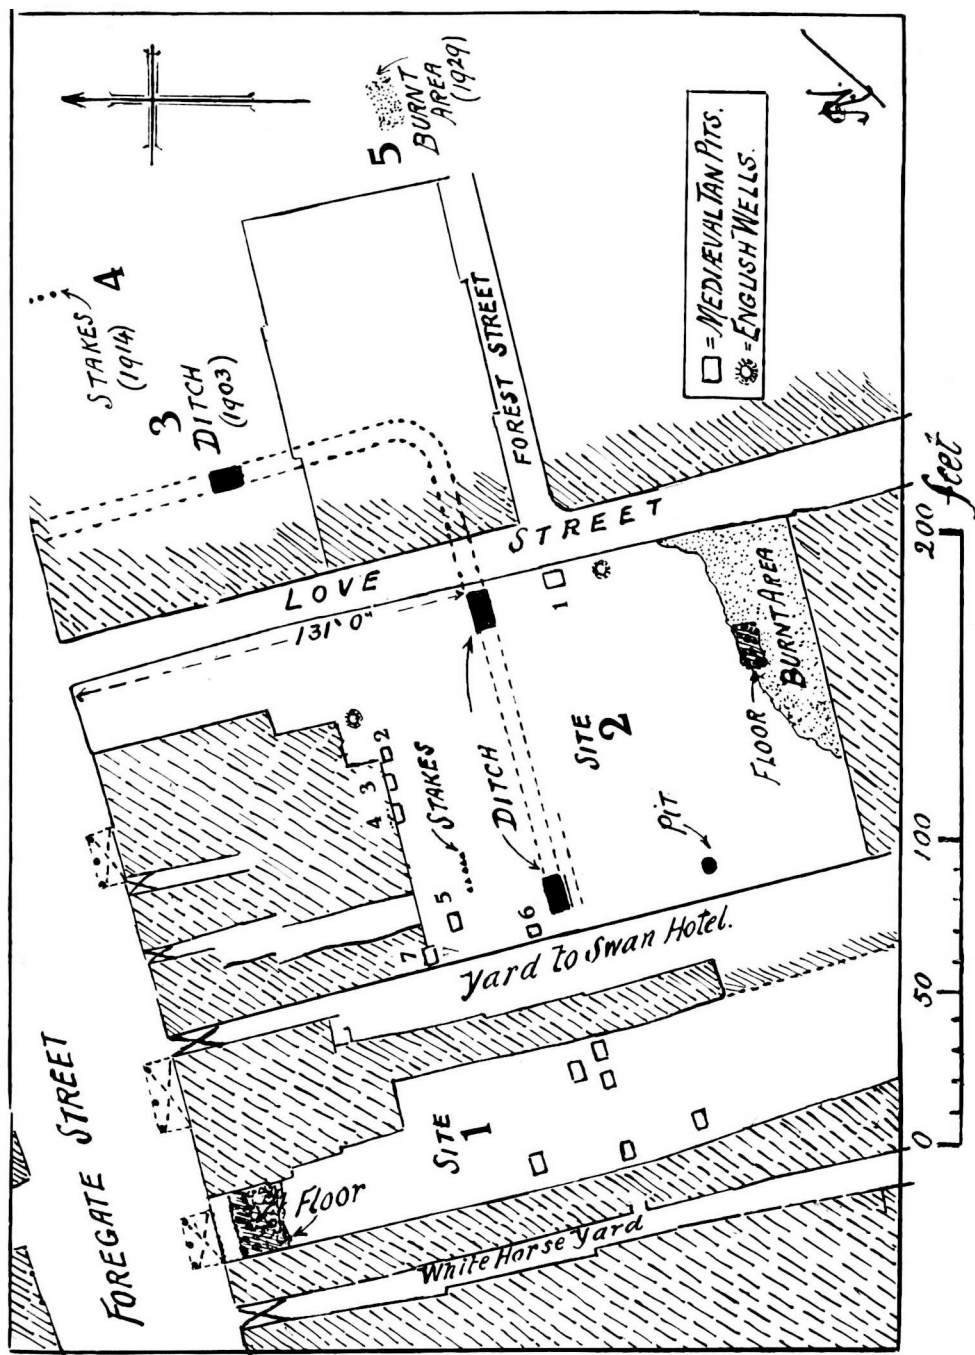 FOREGATE STREET
FLOOR
SITE
1
White Horse Yard
Yard to Swan Hotel.
7
5
6
4
3
2
STAKES
DITCH
131' 0"
LOVE STREET
SITE
2
1
PIT
FLOOR
BURNT AREA
3
DITCH
(1903)
STAKES
(1914)
4
FOREST STREET
5
BURNT
AREA
(1929)
= MEDIÆVAL TAN PITS.
= ENGLISH WELLS.
0 50 100 200 feet